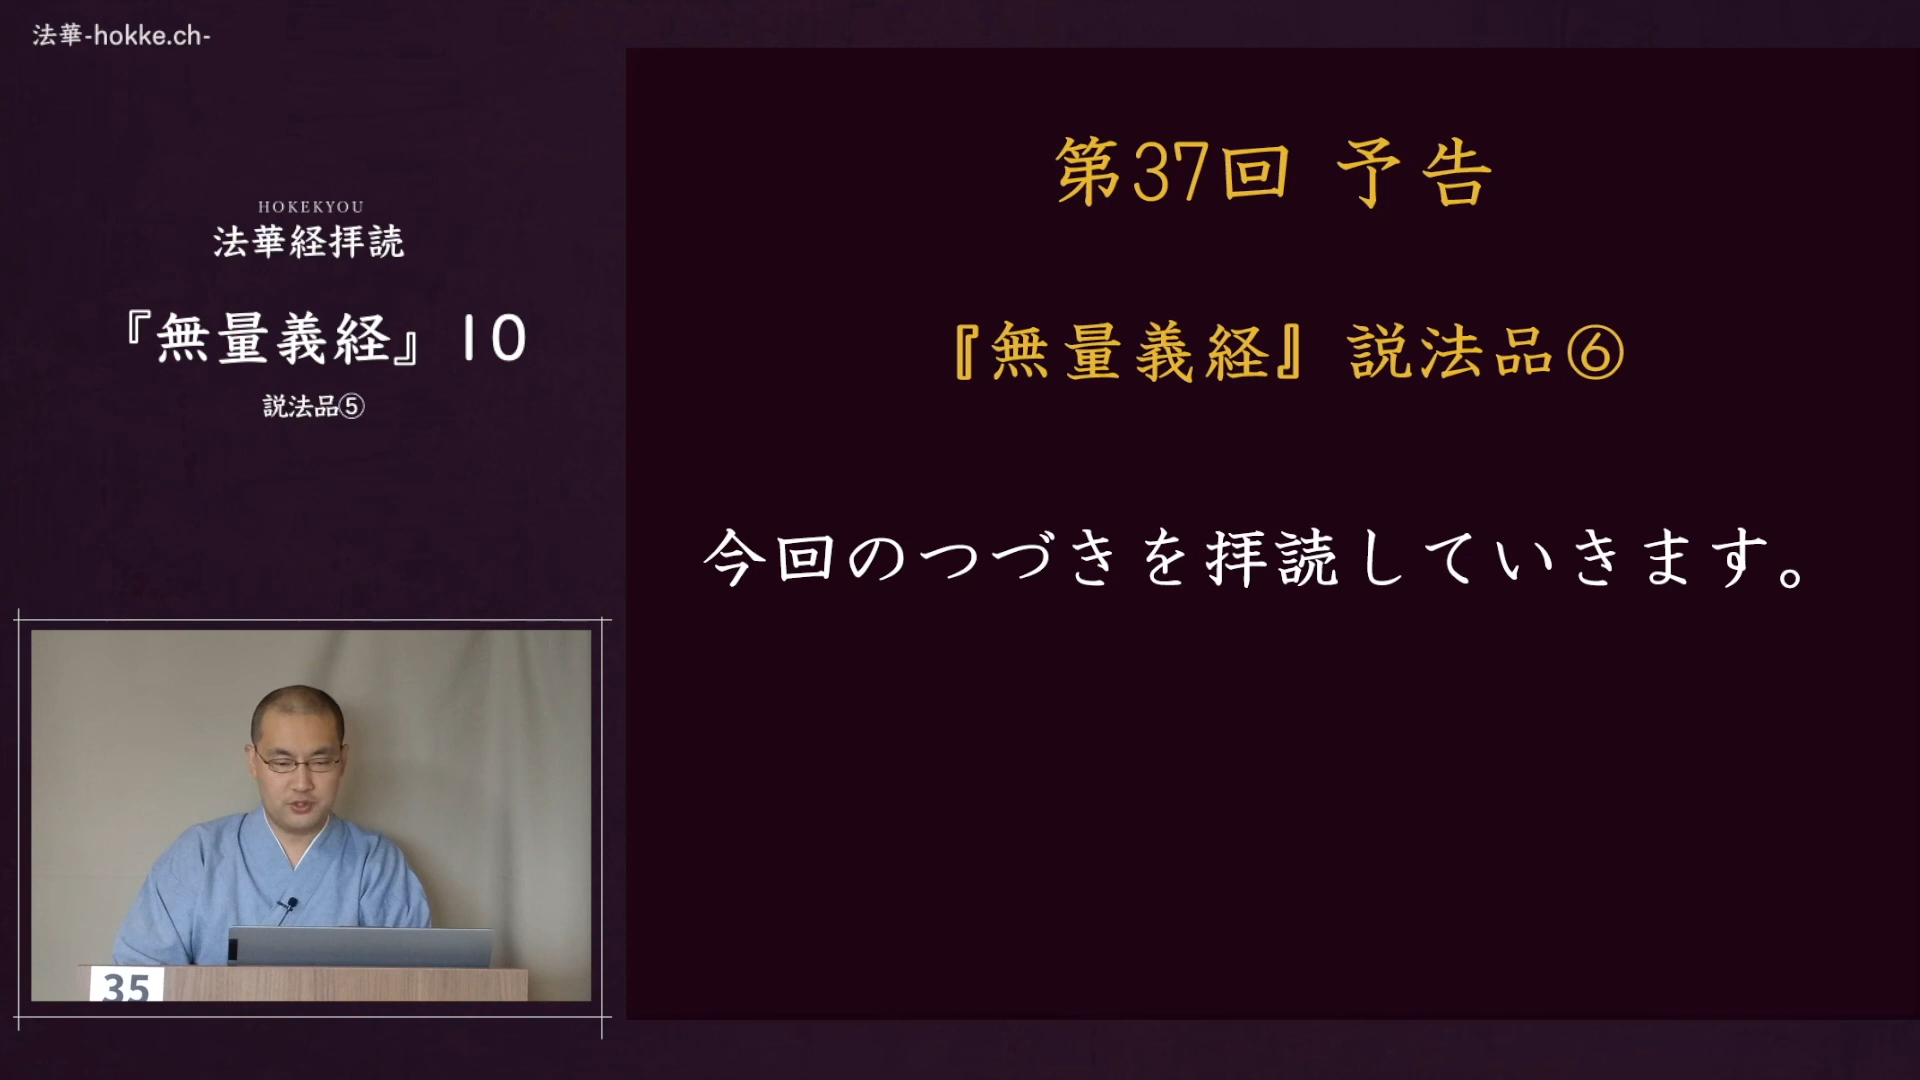 法華-hokke.ch-
HOKEKYOU
法華経拝読
『無量義経』10
説法品⑤
第37回 予告
『無量義経』説法品⑥
今回のつづきを拝読していきます。
35